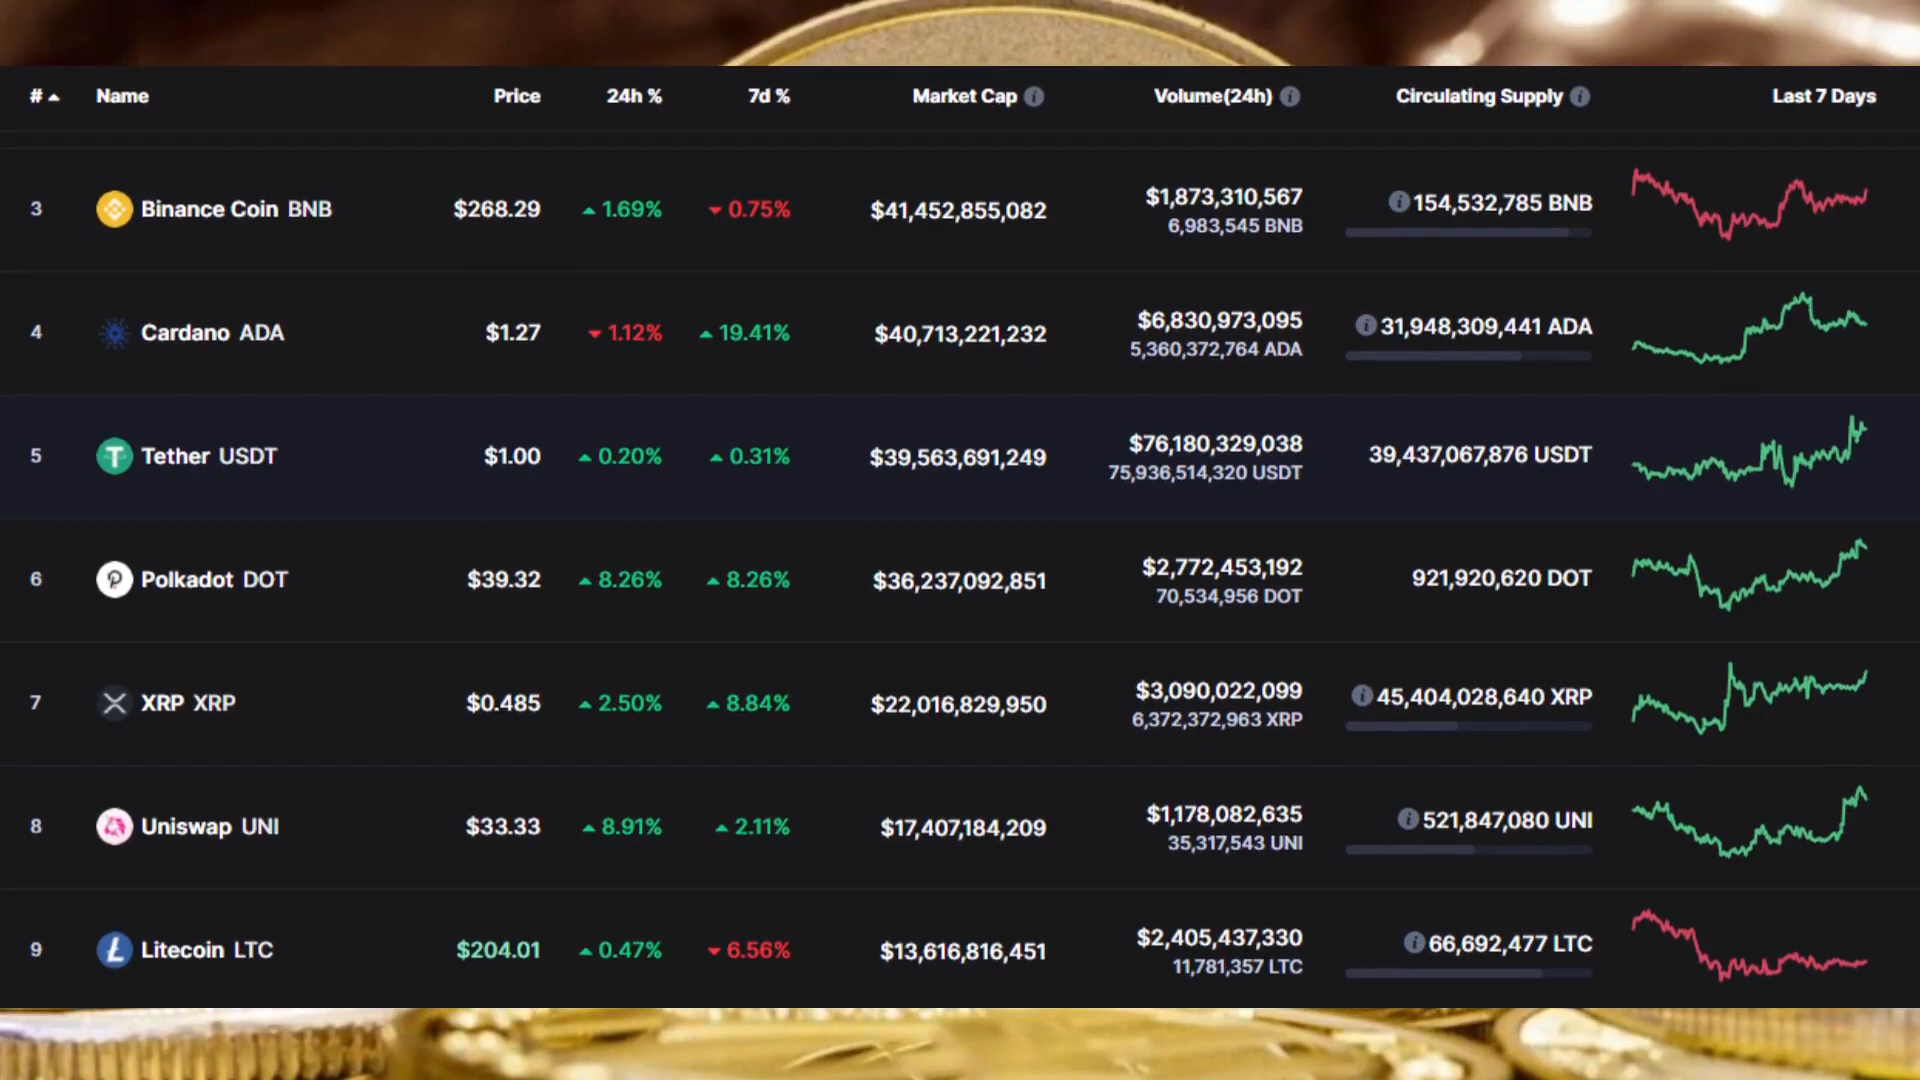 # Name Price 24h % 7d % Market Cap Volume(24h) Circulating Supply Last 7 Days
3 Binance Coin BNB $268.29 1.69% 0.75% $41,452,855,082 $1,873,310,567 154,532,785 BNB
6,983,545 BNB
4 Cardano ADA $1.27 1.12% 19.41% $40,713,221,232 $6,830,973,095 31,948,309,441 ADA
5,360,372,764 ADA
5 Tether USDT $1.00 0.20% 0.31% $39,563,691,249 $76,180,329,038 39,437,067,876 USDT
75,936,514,320 USDT
6 Polkadot DOT $39.32 8.26% 8.26% $36,237,092,851 $2,772,453,192 921,920,620 DOT
70,534,956 DOT
7 XRP XRP $0.485 2.50% 8.84% $22,016,829,950 $3,090,022,099 45,404,028,640 XRP
6,372,372,963 XRP
8 Uniswap UNI $33.33 8.91% 2.11% $17,407,184,209 $1,178,082,635 521,847,080 UNI
35,317,543 UNI
9 Litecoin LTC $204.01 0.47% 6.56% $13,616,816,451 $2,405,437,330 66,692,477 LTC
11,781,357 LTC